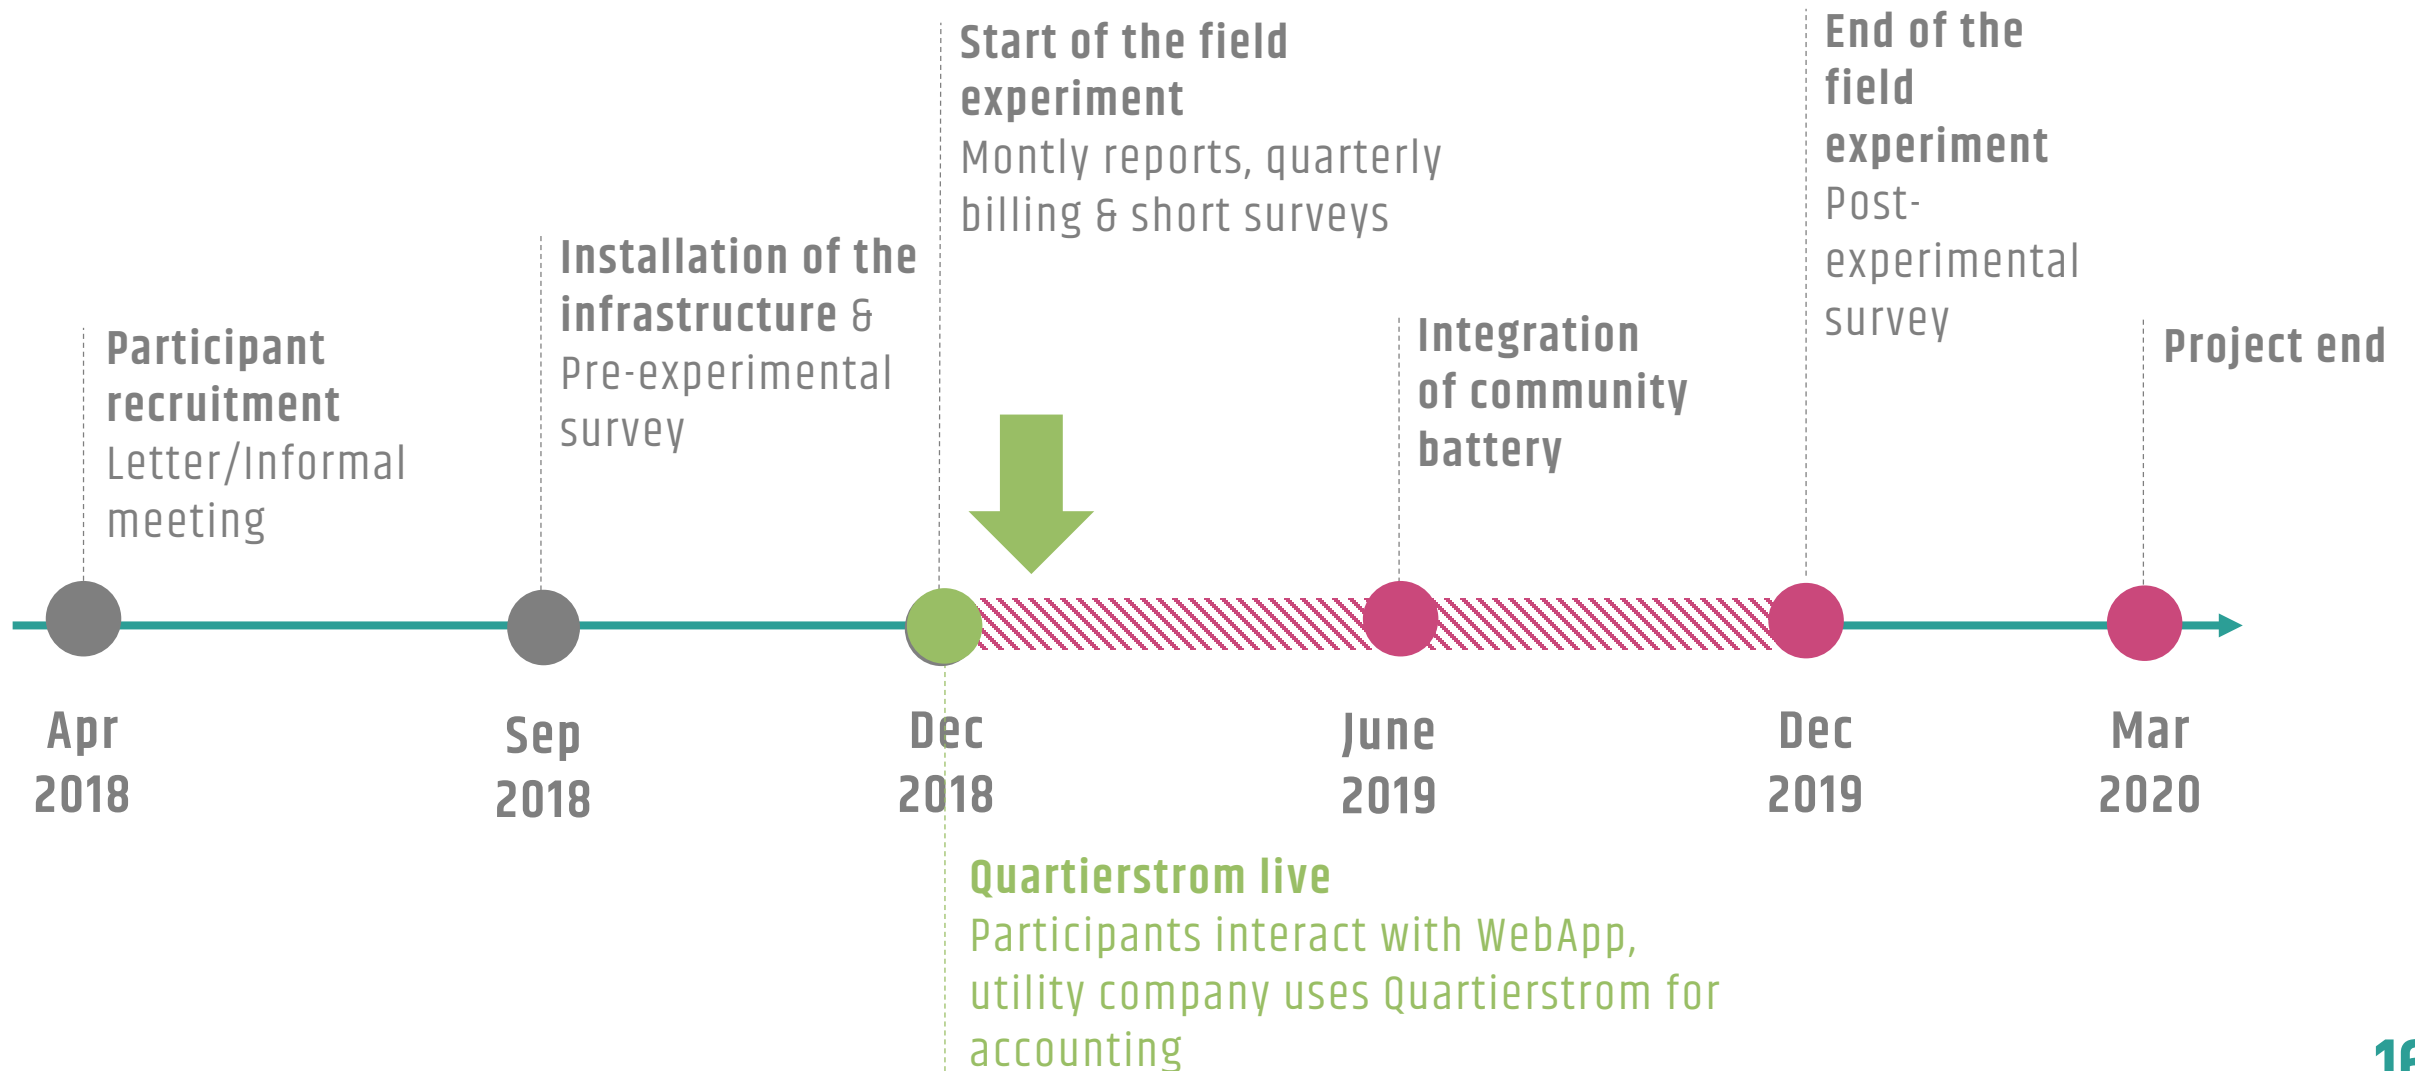 Start of the field
experiment
Montly reports, quarterly
billing & short surveys
End of the
field
experiment
Post-
experimental
survey
Installation of the
infrastructure &
Pre-experimental
survey
Participant
recruitment
Letter/Informal
meeting
Integration
of community
battery
Project end
Apr
2018
Sep
2018
Dec
2018
June
2019
Dec
2019
Mar
2020
Quartierstrom live
Participants interact with WebApp,
utility company uses Quartierstrom for
accounting